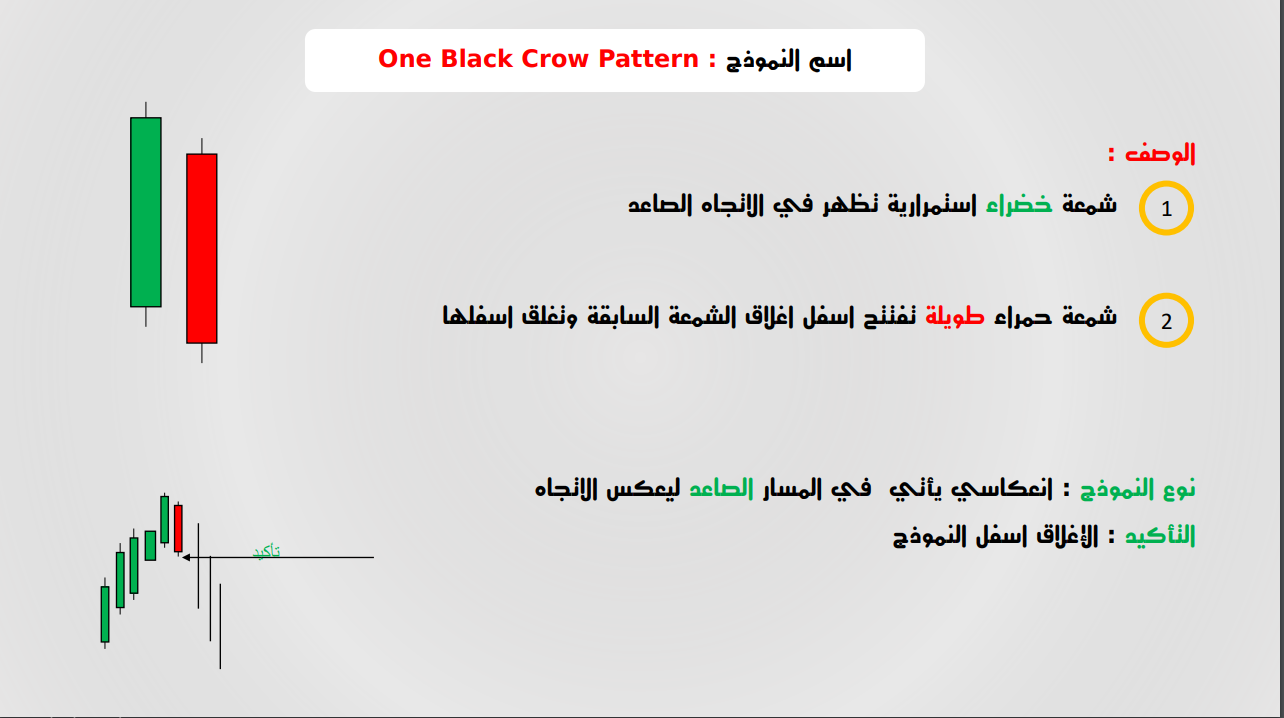 اسم النموذج : One Black Crow Pattern
الوصف :
1 شمعة خضراء استمرارية تظهر في الاتجاه الصاعد
2 شمعة حمراء طويلة تفتتح اسفل اغلاق الشمعة السابقة وتغلق اسفلها
نوع النموذج : انعكاسي يأتي في المسار الصاعد ليعكس الاتجاه
التأكيد : الإغلاق اسفل النموذج
تأكيد